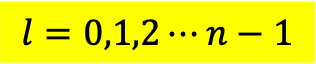 l = 0,1,2 ⋯ n − 1